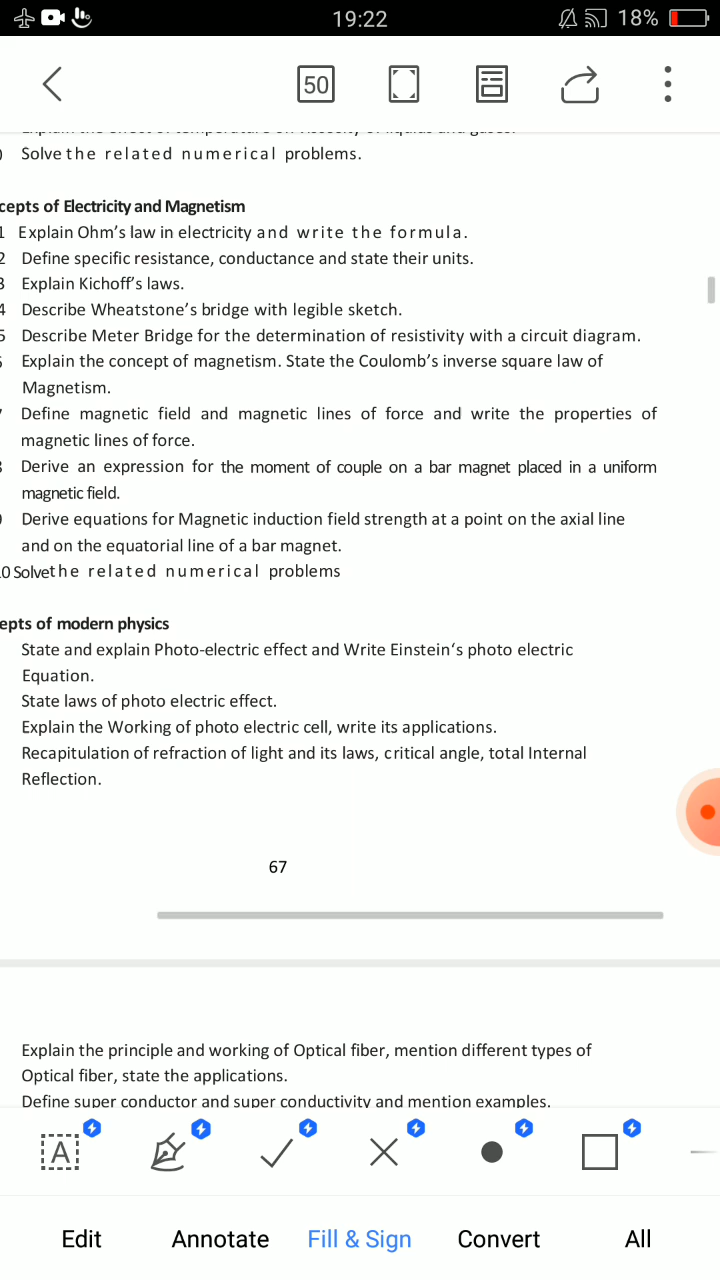 19:22
18%
50
Solve the related numerical problems.
cepts of Electricity and Magnetism
1 Explain Ohm's law in electricity and write the formula.
2 Define specific resistance, conductance and state their units.
3 Explain Kichoff's laws.
4 Describe Wheatstone's bridge with legible sketch.
5 Describe Meter Bridge for the determination of resistivity with a circuit diagram.
Explain the concept of magnetism. State the Coulomb's inverse square law of
Magnetism.
Define magnetic field and magnetic lines of force and write the properties of
magnetic lines of force.
Derive an expression for the moment of couple on a bar magnet placed in a uniform
magnetic field.
Derive equations for Magnetic induction field strength at a point on the axial line
and on the equatorial line of a bar magnet.
.0 Solvethe related numerical problems
epts of modern physics
State and explain Photo-electric effect and Write Einstein‘s photo electric
Equation.
State laws of photo electric effect.
Explain the Working of photo electric cell, write its applications.
Recapitulation of refraction of light and its laws, critical angle, total Internal
Reflection.
67
Explain the principle and working of Optical fiber, mention different types of
Optical fiber, state the applications.
Define super conductor and super conductivity and mention examples.
A
Edit Annotate Fill & Sign Convert All